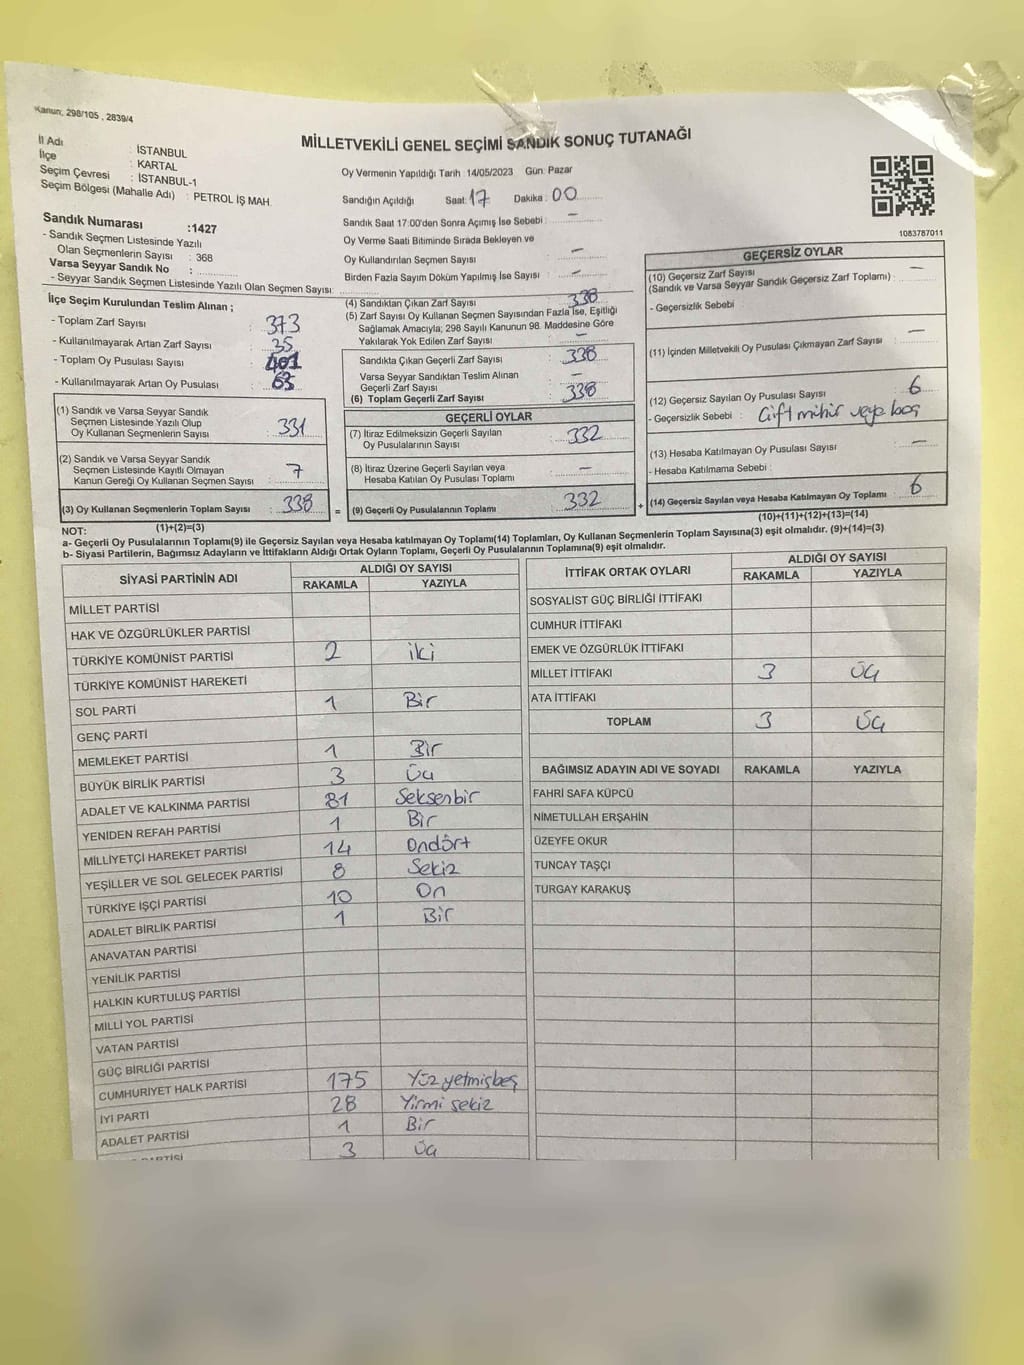 Kanun, 298/105 , 2839/4
MİLLETVEKİLİ GENEL SEÇİMİ SANDIK SONUÇ TUTANAĞI
İl Adı : İSTANBUL
İlçe : KARTAL
Seçim Çevresi : İSTANBUL-1
Seçim Bölgesi (Mahalle Adı) : PETROL İŞ MAH.
Sandık Numarası :1427
- Sandık Seçmen Listesinde Yazılı
Olan Seçmenlerin Sayısı : 368
Varsa Seyyar Sandık No :
- Seyyar Sandık Seçmen Listesinde Yazılı Olan Seçmen Sayısı:
Oy Vermenin Yapıldığı Tarih :14/05/2023 Gün: Pazar
Sandığın Açıldığı Saat: 17 Dakika: 00
Sandık Saat 17:00'den Sonra Açımış İse Sebebi : -
Oy Verme Saati Bitiminde Sırada Bekleyen ve
Oy Kullandırılan Seçmen Sayısı : -
Birden Fazla Sayım Döküm Yapılmış İse Sayısı : -
1083787011
İlçe Seçim Kurulundan Teslim Alınan ;
- Toplam Zarf Sayısı : 373
- Kullanılmayarak Artan Zarf Sayısı : 35
- Toplam Oy Pusulası Sayısı : 401
- Kullanılmayarak Artan Oy Pusulası : 63
(1) Sandık ve Varsa Seyyar Sandık
Seçmen Listesinde Yazılı Olup
Oy Kullanan Seçmenlerin Sayısı : 331
(2) Sandık ve Varsa Seyyar Sandık
Seçmen Listesinde Kayıtlı Olmayan
Kanun Gereği Oy Kullanan Seçmen Sayısı : 7
(3) Oy Kullanan Seçmenlerin Toplam Sayısı : 338 =
(4) Sandıktan Çıkan Zarf Sayısı : 338
(5) Zarf Sayısı Oy Kullanan Seçmen Sayısından Fazla İse, Eşitliği
Sağlamak Amacıyla; 298 Sayılı Kanunun 98. Maddesine Göre
Yakılarak Yok Edilen Zarf Sayısı : -
Sandıkta Çıkan Geçerli Zarf Sayısı : 338
Varsa Seyyar Sandıktan Teslim Alınan
Geçerli Zarf Sayısı : -
(6) Toplam Geçerli Zarf Sayısı : 338
GEÇERLİ OYLAR
(7) İtiraz Edilmeksizin Geçerli Sayılan
Oy Pusulalarının Sayısı : 332
(8) İtiraz Üzerine Geçerli Sayılan veya
Hesaba Katılan Oy Pusulası Toplamı : -
(9) Geçerli Oy Pusulalarının Toplamı : 332 +
GEÇERSİZ OYLAR
(10) Geçersiz Zarf Sayısı
(Sandık ve Varsa Seyyar Sandık Geçersiz Zarf Toplamı) : -
- Geçersizlik Sebebi :
(11) İçinden Milletvekili Oy Pusulası Çıkmayan Zarf Sayısı : -
(12) Geçersiz Sayılan Oy Pusulası Sayısı : 6
- Geçersizlik Sebebi : Çift mühür veya boş
(13) Hesaba Katılmayan Oy Pusulası Sayısı : -
- Hesaba Katılmama Sebebi :
(14) Geçersiz Sayılan veya Hesaba Katılmayan Oy Toplamı : 6
NOT: (1)+(2)=(3) (10)+(11)+(12)+(13)=(14)
a- Geçerli Oy Pusulalarının Toplam(9) ile Geçersiz Sayılan veya Hesaba katılmayan Oy Toplamı(14) Toplamları, Oy Kullanan Seçmenlerin Toplam Sayısına(3) eşit olmalıdır. (9)+(14)=(3)
b- Siyasi Partilerin, Bağımsız Adayların ve İttifakların Aldığı Ortak Oyların Toplamı, Geçerli Oy Pusulalarının Toplamına(9) eşit olmalıdır.
SİYASİ PARTİNİN ADI ALDIĞI OY SAYISI
RAKAMLA YAZIYLA
MİLLET PARTİSİ
HAK VE ÖZGÜRLÜKLER PARTİSİ
TÜRKİYE KOMÜNİST PARTİSİ 2 iki
TÜRKİYE KOMÜNİST HAREKETİ
SOL PARTİ 1 Bir
GENÇ PARTİ
MEMLEKET PARTİSİ 1 Bir
BÜYÜK BİRLİK PARTİSİ 3 Üç
ADALET VE KALKINMA PARTİSİ 81 Seksenbir
YENİDEN REFAH PARTİSİ 1 Bir
MİLLİYETÇİ HAREKET PARTİSİ 14 Ondört
YEŞİLLER VE SOL GELECEK PARTİSİ 8 Sekiz
TÜRKİYE İŞÇİ PARTİSİ 10 On
ADALET BİRLİK PARTİSİ 1 Bir
ANAVATAN PARTİSİ
YENİLİK PARTİSİ
HALKIN KURTULUŞ PARTİSİ
MİLLİ YOL PARTİSİ
VATAN PARTİSİ
GÜÇ BİRLİĞİ PARTİSİ
CUMHURİYET HALK PARTİSİ 175 Yüz yetmişbeş
İYİ PARTİ 28 Yirmi sekiz
ADALET PARTİSİ 1 Bir
PARTİSİ 3 Üç
İTTİFAK ORTAK OYLARI ALDIĞI OY SAYISI
RAKAMLA YAZIYLA
SOSYALİST GÜÇ BİRLİĞİ İTTİFAKI
CUMHUR İTTİFAKI
EMEK VE ÖZGÜRLÜK İTTİFAKI
MİLLET İTTİFAKI 3 Üç
ATA İTTİFAKI
TOPLAM 3 Üç
BAĞIMSIZ ADAYIN ADI VE SOYADI RAKAMLA YAZIYLA
FAHRİ SAFA KÜPCÜ
NİMETULLAH ERŞAHİN
ÜZEYFE OKUR
TUNCAY TAŞÇI
TURGAY KARAKUŞ